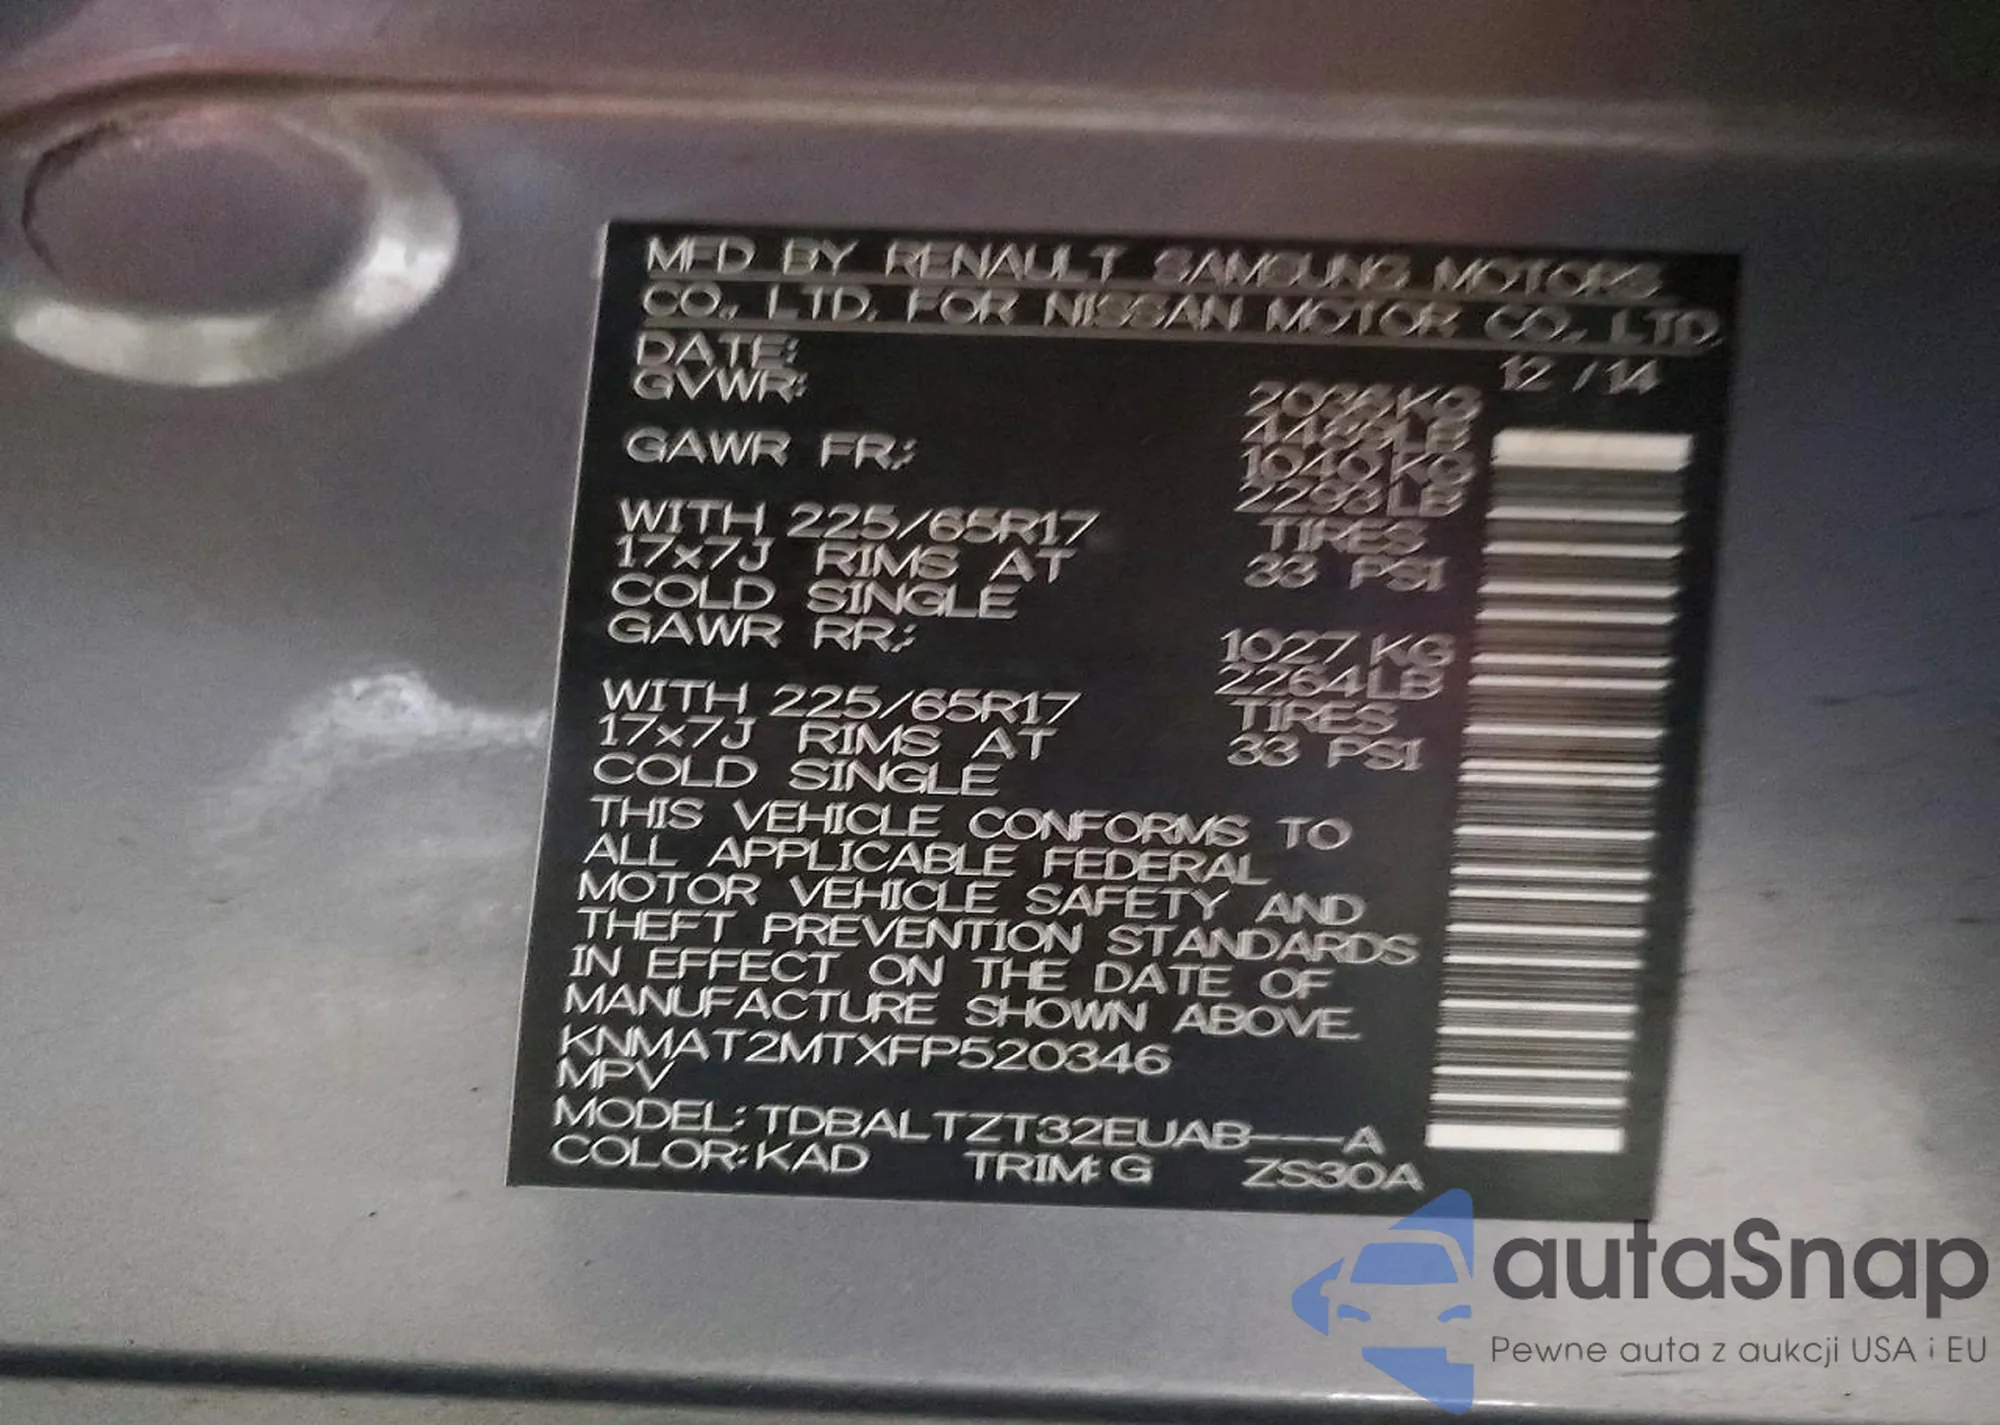 MFD BY RENAULT SAMSUNG MOTORS
CO., LTD. FOR NISSAN MOTOR CO., LTD.
DATE: 12 / 14
GVWR: 2036KG
4489LB
GAWR FR.: 1040 KG
2293LB
WITH 225/65R17 TIRES
17x7J RIMS AT 33 PSI
COLD SINGLE
GAWR RR.: 1027 KG
2264LB
WITH 225/65R17 TIRES
17x7J RIMS AT 33 PSI
COLD SINGLE
THIS VEHICLE CONFORMS TO
ALL APPLICABLE FEDERAL
MOTOR VEHICLE SAFETY AND
THEFT PREVENTION STANDARDS
IN EFFECT ON THE DATE OF
MANUFACTURE SHOWN ABOVE.
KNMAT2MTXFP520346
MPV
MODEL: TDBALTZT32EUAB---A
COLOR: KAD TRIM: G ZS30A
autaSnap
Pewne auta z aukcji USA i EU